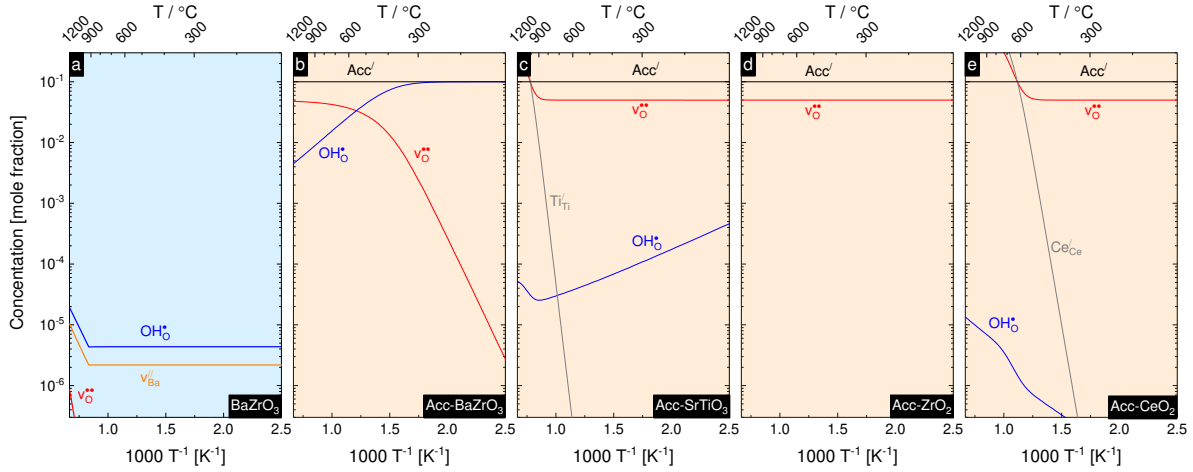 T / °C
T / °C
T / °C
T / °C
T / °C
1200 900 600 300
1200 900 600 300
1200 900 600 300
1200 900 600 300
1200 900 600 300
a
b
c
d
e
Acc/
Acc/
Acc/
Acc/
Concentation [mole fraction]
10⁻¹
10⁻²
10⁻³
10⁻⁴
10⁻⁵
10⁻⁶
OH•O
v//Ba
v••O
BaZrO₃
OH•O
v••O
Acc-BaZrO₃
v••O
Ti/Ti
OH•O
Acc-SrTiO₃
v••O
Acc-ZrO₂
v••O
Ce/Ce
OH•O
Acc-CeO₂
1.0 1.5 2.0 2.5
1.0 1.5 2.0 2.5
1.0 1.5 2.0 2.5
1.0 1.5 2.0 2.5
1.0 1.5 2.0 2.5
1000 T⁻¹ [K⁻¹]
1000 T⁻¹ [K⁻¹]
1000 T⁻¹ [K⁻¹]
1000 T⁻¹ [K⁻¹]
1000 T⁻¹ [K⁻¹]